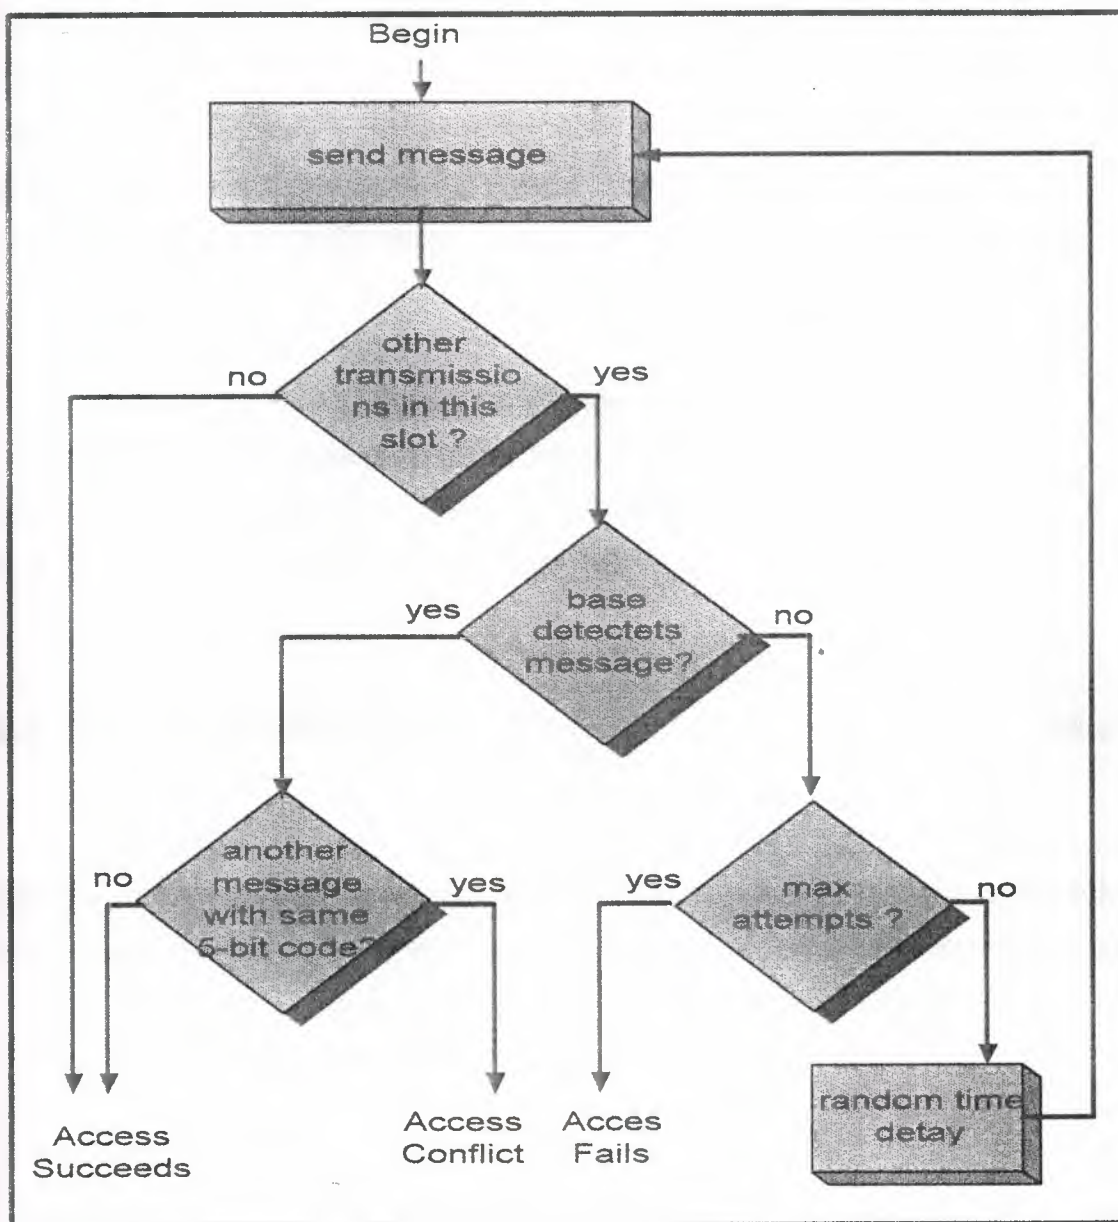 Begin
send message
other
transmissio
ns in this
slot ?
no
yes
base
detectets
message?
yes
no
another
message
with same
5-bit code?
no
yes
max
attempts ?
yes
no
random time
detay
Access
Succeeds
Access
Conflict
Acces
Fails